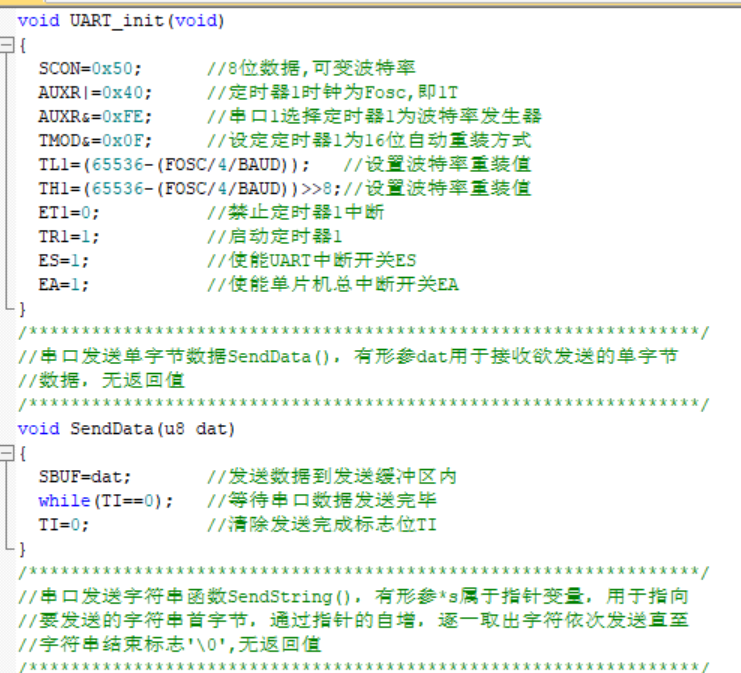 void UART_init(void)
{
SCON=0x50; //8位数据,可变波特率
AUXR|=0x40; //定时器1时钟为Fosc,即1T
AUXR&=0xFE; //串口1选择定时器1为波特率发生器
TMOD&=0x0F; //设定定时器1为16位自动重装方式
TL1=(65536-(FOSC/4/BAUD)); //设置波特率重装值
TH1=(65536-(FOSC/4/BAUD))>>8;//设置波特率重装值
ET1=0; //禁止定时器1中断
TR1=1; //启动定时器1
ES=1; //使能UART中断开关ES
EA=1; //使能单片机总中断开关EA
}
/****************************************************************/
//串口发送单字节数据SendData()，有形参dat用于接收欲发送的单字节
//数据，无返回值
/****************************************************************/
void SendData(u8 dat)
{
SBUF=dat; //发送数据到发送缓冲区内
while(TI==0); //等待串口数据发送完毕
TI=0; //清除发送完成标志位TI
}
/****************************************************************/
//串口发送字符串函数SendString()，有形参*s属于指针变量，用于指向
//要发送的字符串首字节，通过指针的自增，逐一取出字符依次发送直至
//字符串结束标志'\0',无返回值
/****************************************************************/